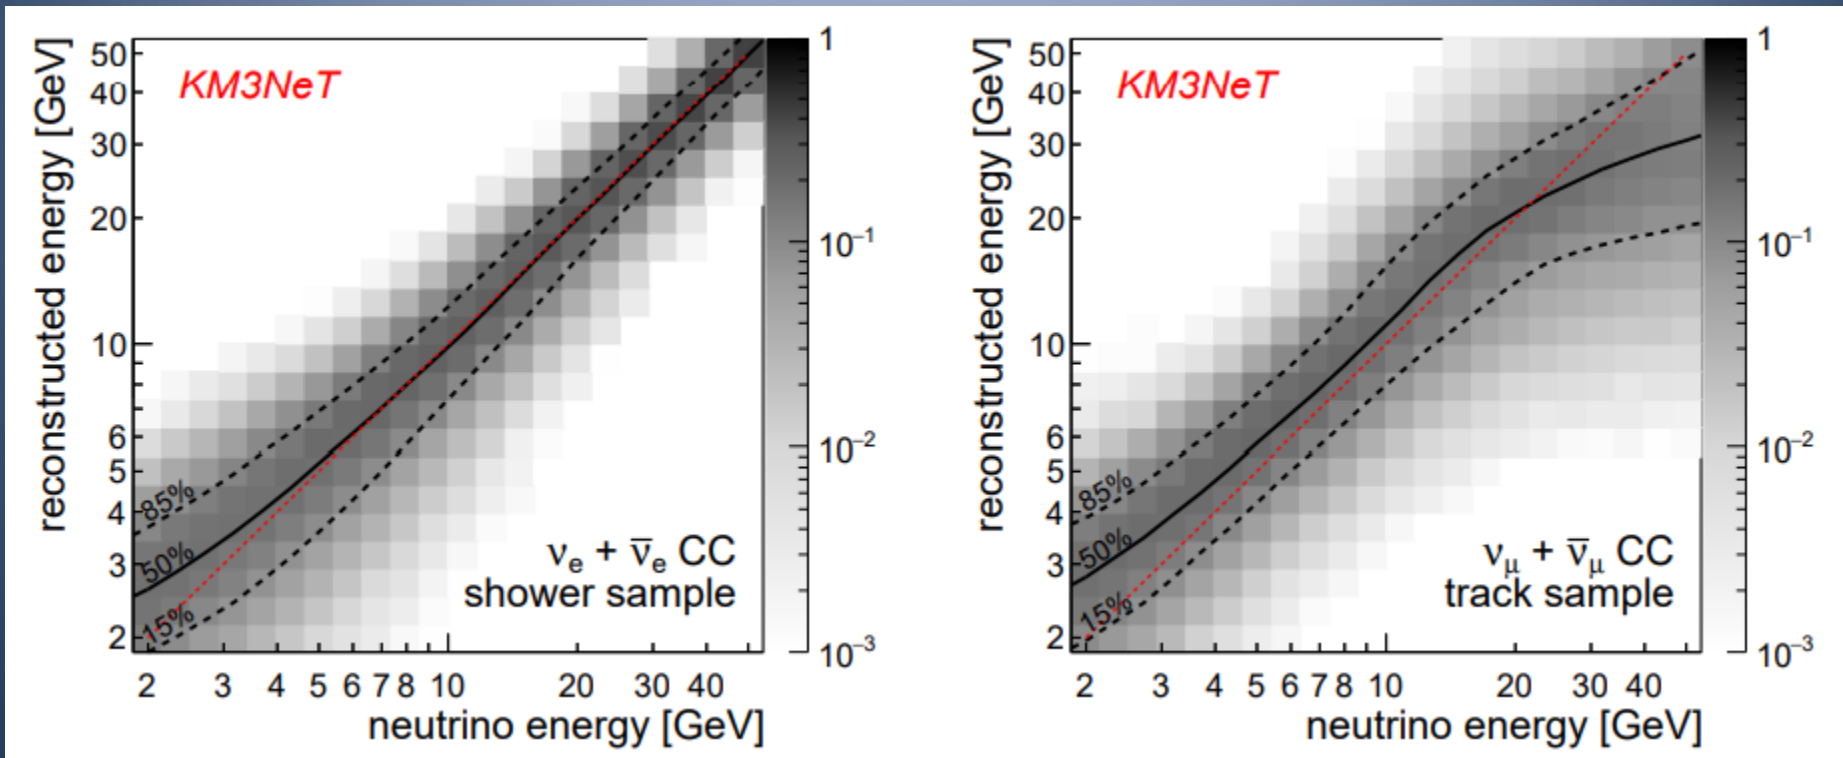 reconstructed energy [GeV]
50
40
30
20
10
6
5
4
3
2
KM3NeT
85%
50%
15%
νe + ν̅e CC
shower sample
2 3 4 5 6 7 8 10 20 30 40
neutrino energy [GeV]
1
10⁻¹
10⁻²
10⁻³
reconstructed energy [GeV]
50
40
30
20
10
6
5
4
3
2
KM3NeT
85%
50%
15%
νμ + ν̅μ CC
track sample
2 3 4 5 6 7 8 10 20 30 40
neutrino energy [GeV]
1
10⁻¹
10⁻²
10⁻³